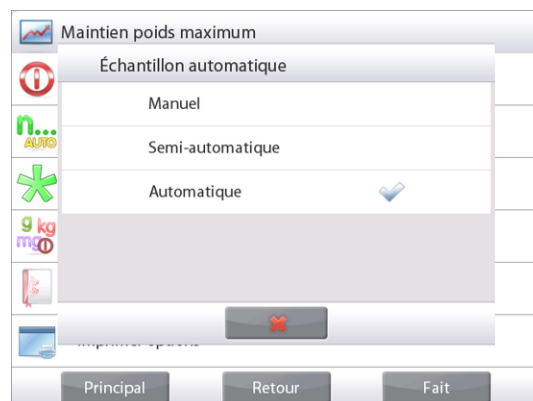 Maintien poids maximum
Échantillon automatique
Manuel
n...
AUTO
Semi-automatique
Automatique
g kg
mg
Principal
Retour
Fait